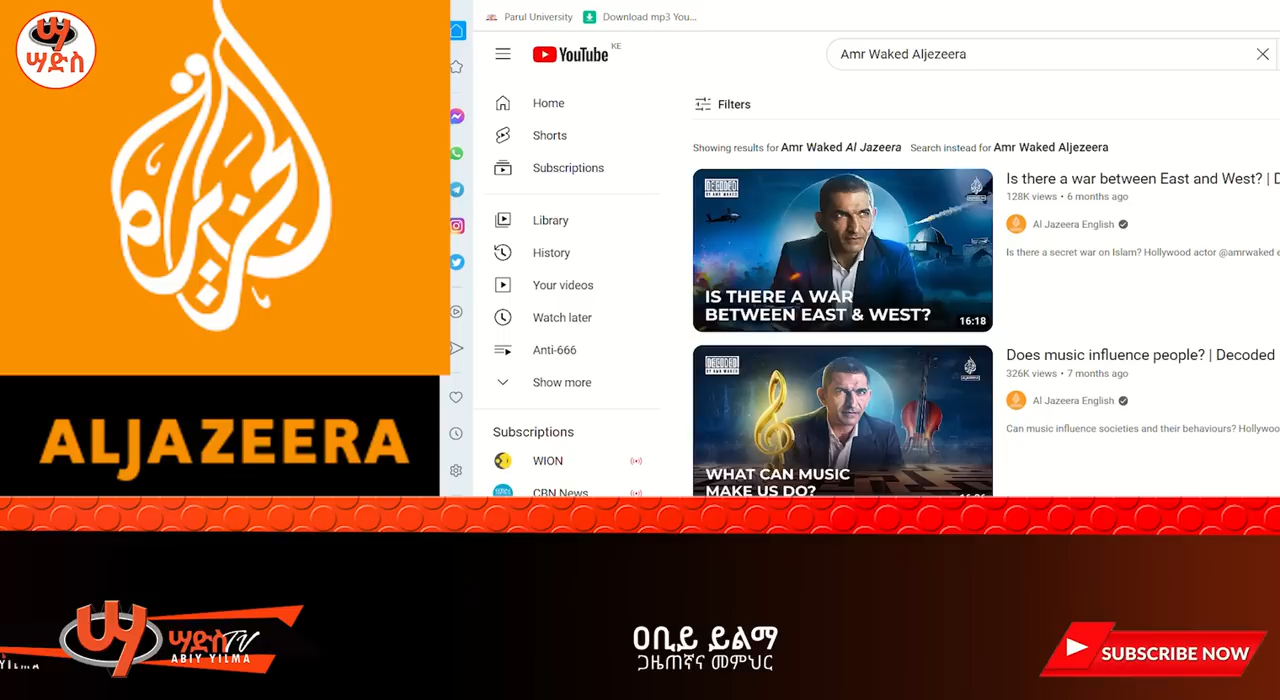 ሣድስ
ALJAZEERA
Parul University
Download mp3 You...
YouTube KE
Amr Waked Aljezeera
Home
Shorts
Subscriptions
Library
History
Your videos
Watch later
Anti-666
Show more
Subscriptions
WION
CBN News
Filters
Showing results for Amr Waked Al Jazeera Search instead for Amr Waked Aljezeera
DECODED
IS THERE A WAR
BETWEEN EAST & WEST?
16:18
Is there a war between East and West? |
128K views • 6 months ago
Al Jazeera English
Is there a secret war on Islam? Hollywood actor @amrwaked
DECODED
WHAT CAN MUSIC
MAKE US DO?
Does music influence people? | Decoded
326K views • 7 months ago
Al Jazeera English
Can music influence societies and their behaviours? Hollywoo
ሣድስ TV
ABIY YILMA
ዐቢይ ይልማ
ጋዜጠኛና መምህር
SUBSCRIBE NOW